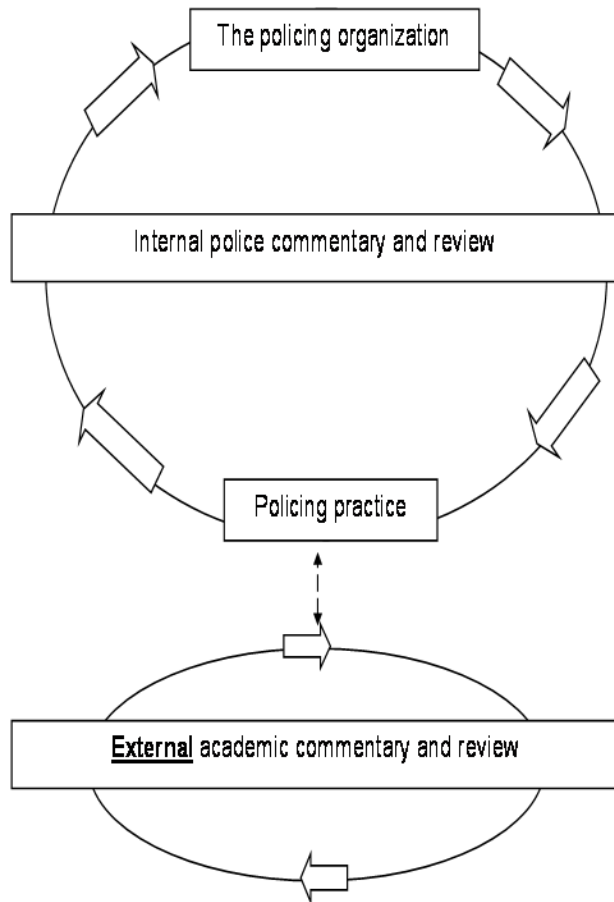 The policing organization
Internal police commentary and review
Policing practice
External academic commentary and review